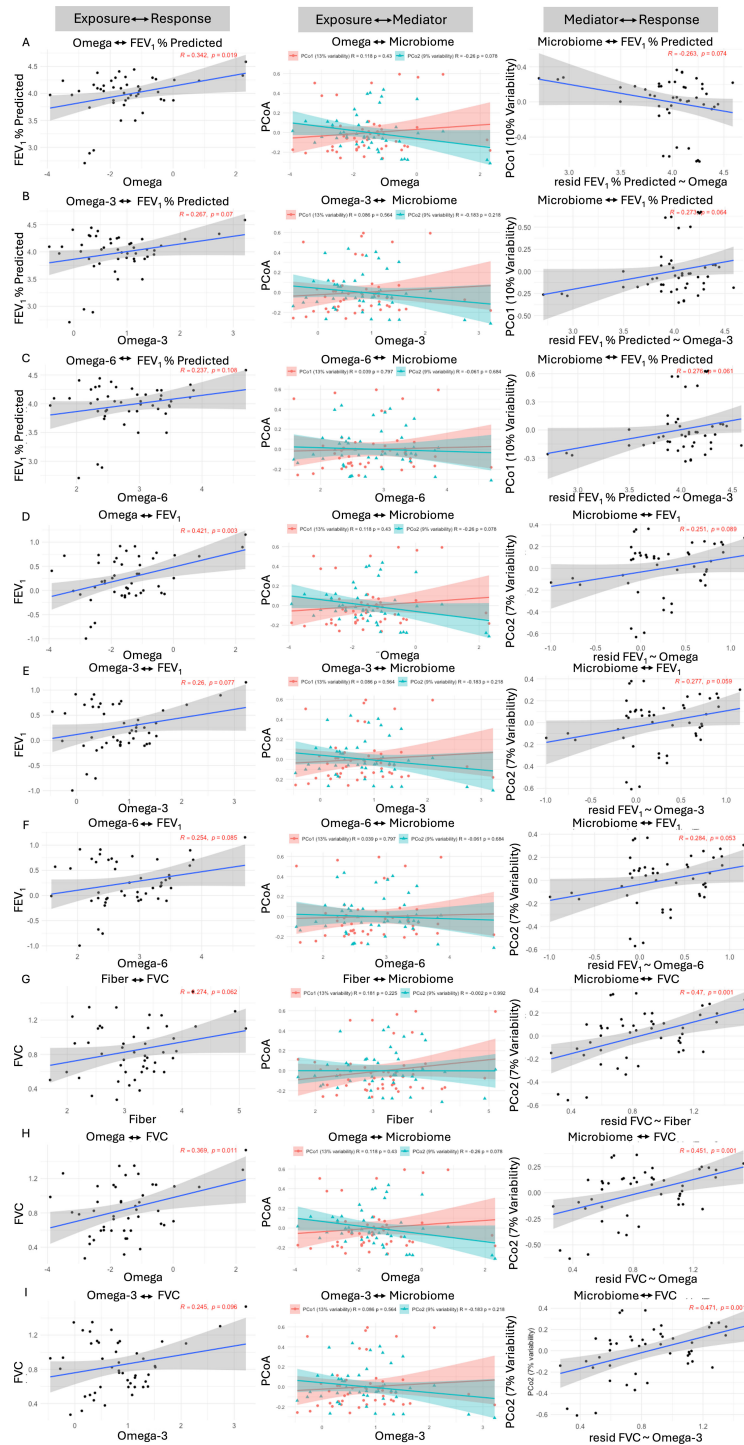 Exposure↔Response Exposure↔Mediator Mediator↔Response
A
Omega ↔ FEV₁ % Predicted
R = 0.342, p = 0.019
FEV₁ % Predicted
Omega
Omega ↔ Microbiome
PCo1 (13% variability) R = 0.118 p = 0.43 PCo2 (9% variability) R = -0.26 p = 0.078
PCoA
Omega
Microbiome ↔ FEV₁ % Predicted
R = -0.263, p = 0.074
PCo1 (10% Variability)
resid FEV₁ % Predicted ~ Omega
B
Omega-3 ↔ FEV₁ % Predicted
R = 0.267, p = 0.07
FEV₁ % Predicted
Omega-3
Omega-3 ↔ Microbiome
PCo1 (13% variability) R = 0.086 p = 0.564 PCo2 (9% variability) R = -0.183 p = 0.218
PCoA
Omega-3
Microbiome ↔ FEV₁ % Predicted
R = 0.273, p = 0.064
PCo1 (10% Variability)
resid FEV₁ % Predicted ~ Omega-3
C
Omega-6 ↔ FEV₁ % Predicted
R = 0.237, p = 0.108
FEV₁ % Predicted
Omega-6
Omega-6 ↔ Microbiome
PCo1 (13% variability) R = 0.039 p = 0.797 PCo2 (9% variability) R = -0.061 p = 0.684
PCoA
Omega-6
Microbiome ↔ FEV₁ % Predicted
R = 0.276, p = 0.061
PCo1 (10% Variability)
resid FEV₁ % Predicted ~ Omega-3
D
Omega ↔ FEV₁
R = 0.421, p = 0.003
FEV₁
Omega
Omega ↔ Microbiome
PCo1 (13% variability) R = 0.118 p = 0.43 PCo2 (9% variability) R = -0.26 p = 0.078
PCoA
Omega
Microbiome ↔ FEV₁
R = 0.251, p = 0.089
PCo2 (7% Variability)
resid FEV₁ ~ Omega
E
Omega-3 ↔ FEV₁
R = 0.26, p = 0.077
FEV₁
Omega-3
Omega-3 ↔ Microbiome
PCo1 (13% variability) R = 0.086 p = 0.564 PCo2 (9% variability) R = -0.183 p = 0.218
PCoA
Omega-3
Microbiome ↔ FEV₁
R = 0.277, p = 0.059
PCo2 (7% Variability)
resid FEV₁ ~ Omega-3
F
Omega-6 ↔ FEV₁
R = 0.254, p = 0.085
FEV₁
Omega-6
Omega-6 ↔ Microbiome
PCo1 (13% variability) R = 0.039 p = 0.797 PCo2 (9% variability) R = -0.061 p = 0.684
PCoA
Omega-6
Microbiome ↔ FEV₁
R = 0.284, p = 0.053
PCo2 (7% Variability)
resid FEV₁ ~ Omega-6
G
Fiber ↔ FVC
R = 0.274, p = 0.062
FVC
Fiber
Fiber ↔ Microbiome
PCo1 (13% variability) R = 0.181 p = 0.225 PCo2 (9% variability) R = -0.002 p = 0.992
PCoA
Fiber
Microbiome ↔ FVC
R = 0.47, p = 0.001
PCo2 (7% Variability)
resid FVC ~ Fiber
H
Omega ↔ FVC
R = 0.369, p = 0.011
FVC
Omega
Omega ↔ Microbiome
PCo1 (13% variability) R = 0.118 p = 0.43 PCo2 (9% variability) R = -0.26 p = 0.078
PCoA
Omega
Microbiome ↔ FVC
R = 0.451, p = 0.001
PCo2 (7% Variability)
resid FVC ~ Omega
I
Omega-3 ↔ FVC
R = 0.245, p = 0.096
FVC
Omega-3
Omega-3 ↔ Microbiome
PCo1 (13% variability) R = 0.086 p = 0.564 PCo2 (9% variability) R = -0.183 p = 0.218
PCoA
Omega-3
Microbiome ↔ FVC
R = 0.471, p = 0.001
PCo2 (7% Variability)
PCo2 (7% variability)
resid FVC ~ Omega-3